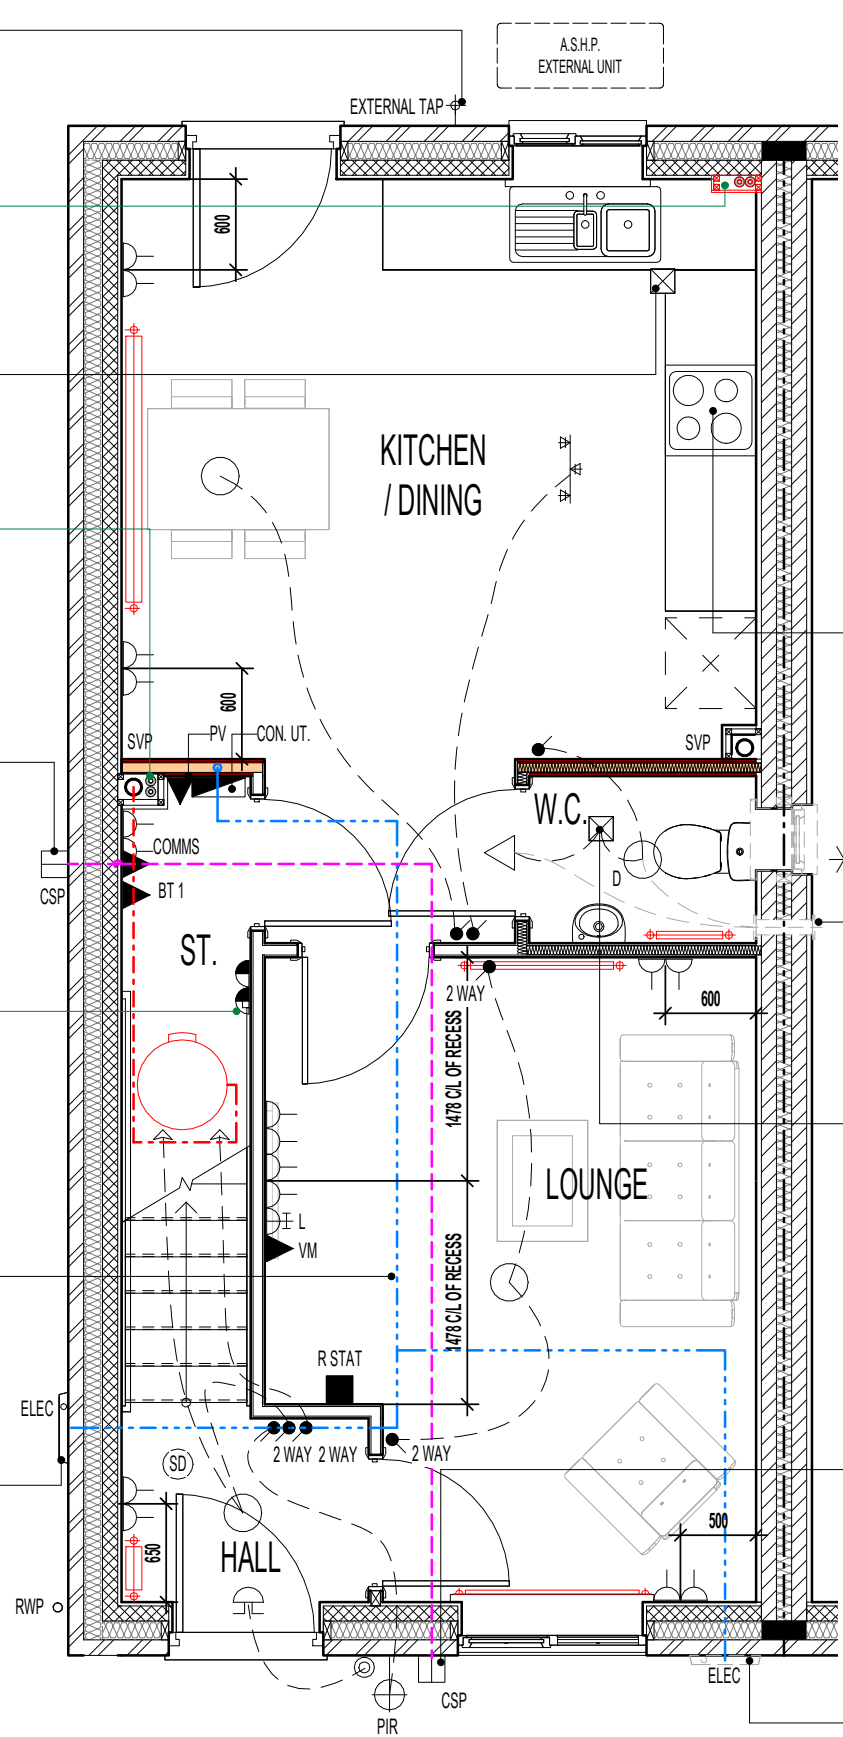 A.S.H.P.
EXTERNAL UNIT
EXTERNAL TAP
600
KITCHEN
/ DINING
600
SVP
PV
CON. UT.
SVP
W.C.
COMMS
BT 1
CSP
D
ST.
2 WAY
600
1478 C/L OF RECESS
LOUNGE
L
VM
1478 C/L OF RECESS
R STAT
ELEC
2 WAY
2 WAY
2 WAY
SD
500
650
HALL
RWP
ELEC
CSP
PIR